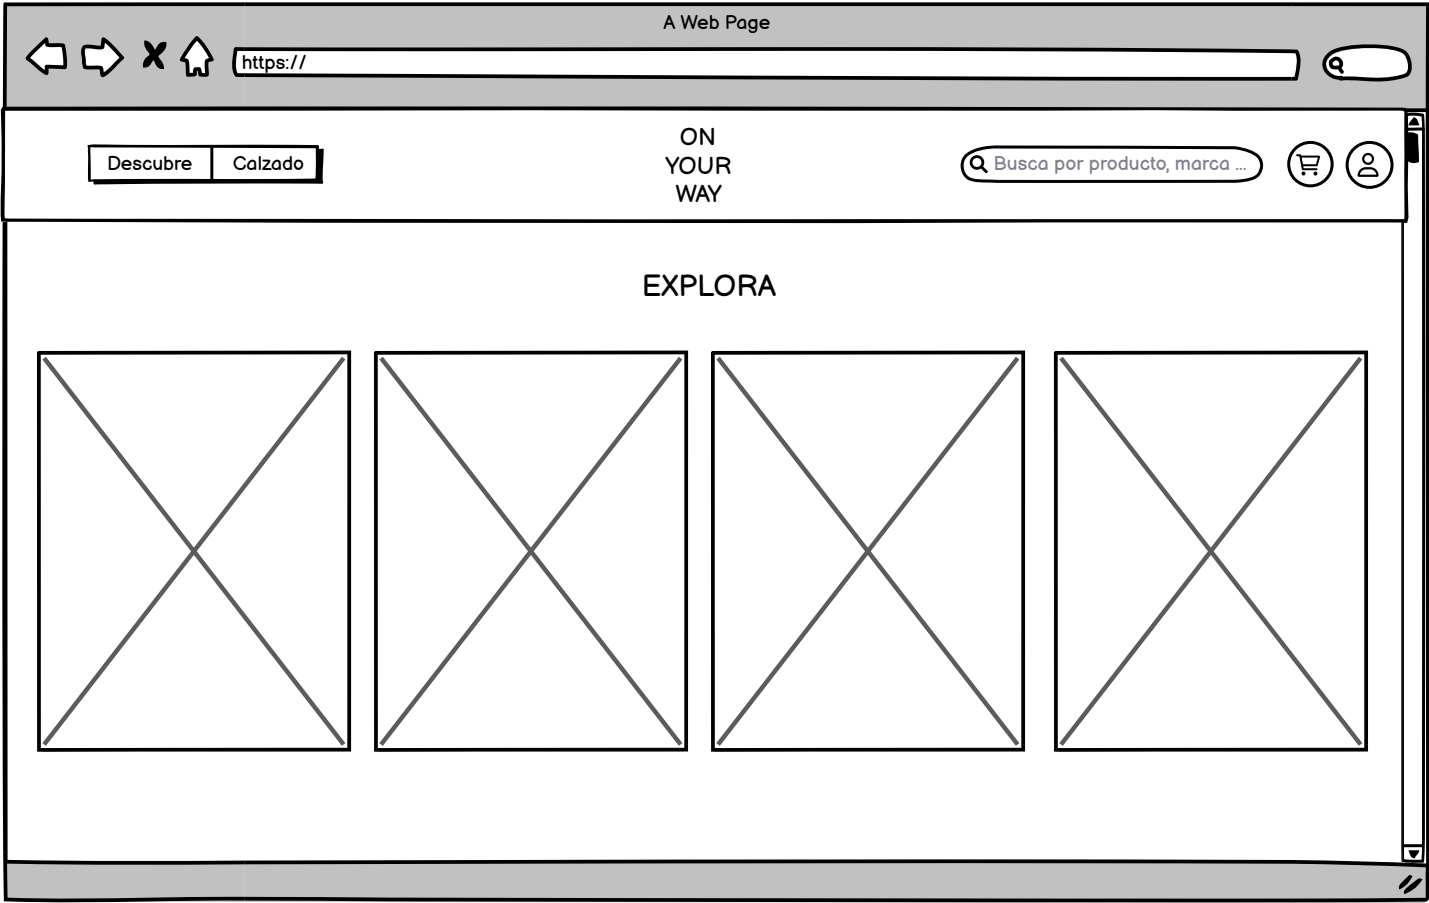 A Web Page
https://
Descubre
Calzado
ON
YOUR
WAY
Busca por producto, marca ...
EXPLORA